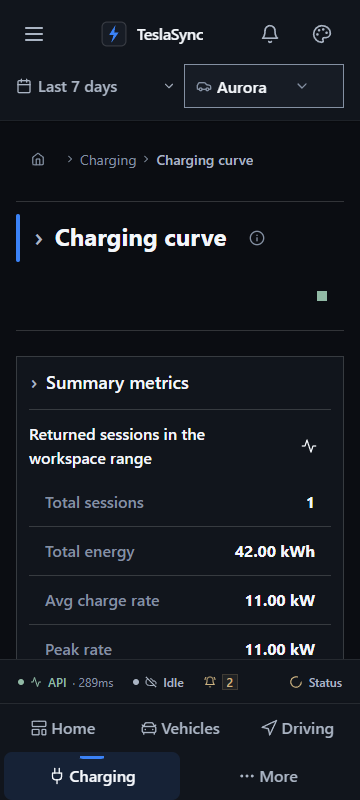 TeslaSync
Last 7 days
Aurora
Charging
Charging curve
Charging curve
Summary metrics
Returned sessions in the
workspace range
Total sessions 1
Total energy 42.00 kWh
Avg charge rate 11.00 kW
Peak rate 11.00 kW
API · 289ms Idle 2 Status
Home Vehicles Driving
Charging More